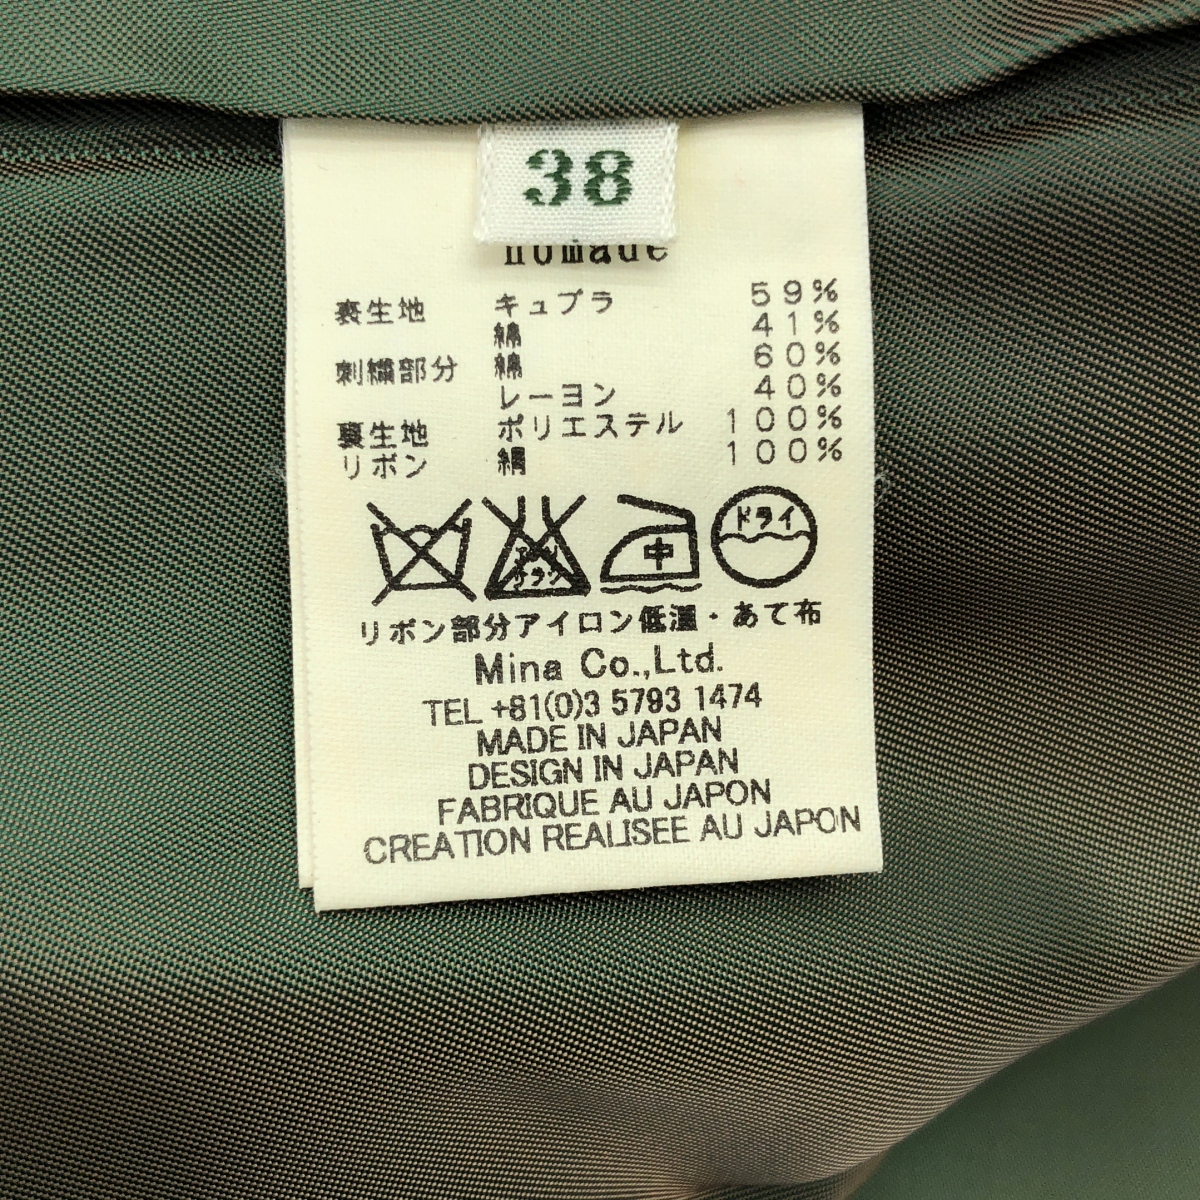 38
nomade
表生地 キュプラ 59%
綿 41%
刺繍部分 綿 60%
レーヨン 40%
裏生地 ポリエステル 100%
リボン 絹 100%
中 ドライ
リボン部分アイロン低温・あて布
Mina Co.,Ltd.
TEL +81(0)3 5793 1474
MADE IN JAPAN
DESIGN IN JAPAN
FABRIQUE AU JAPON
CREATION REALISEE AU JAPON